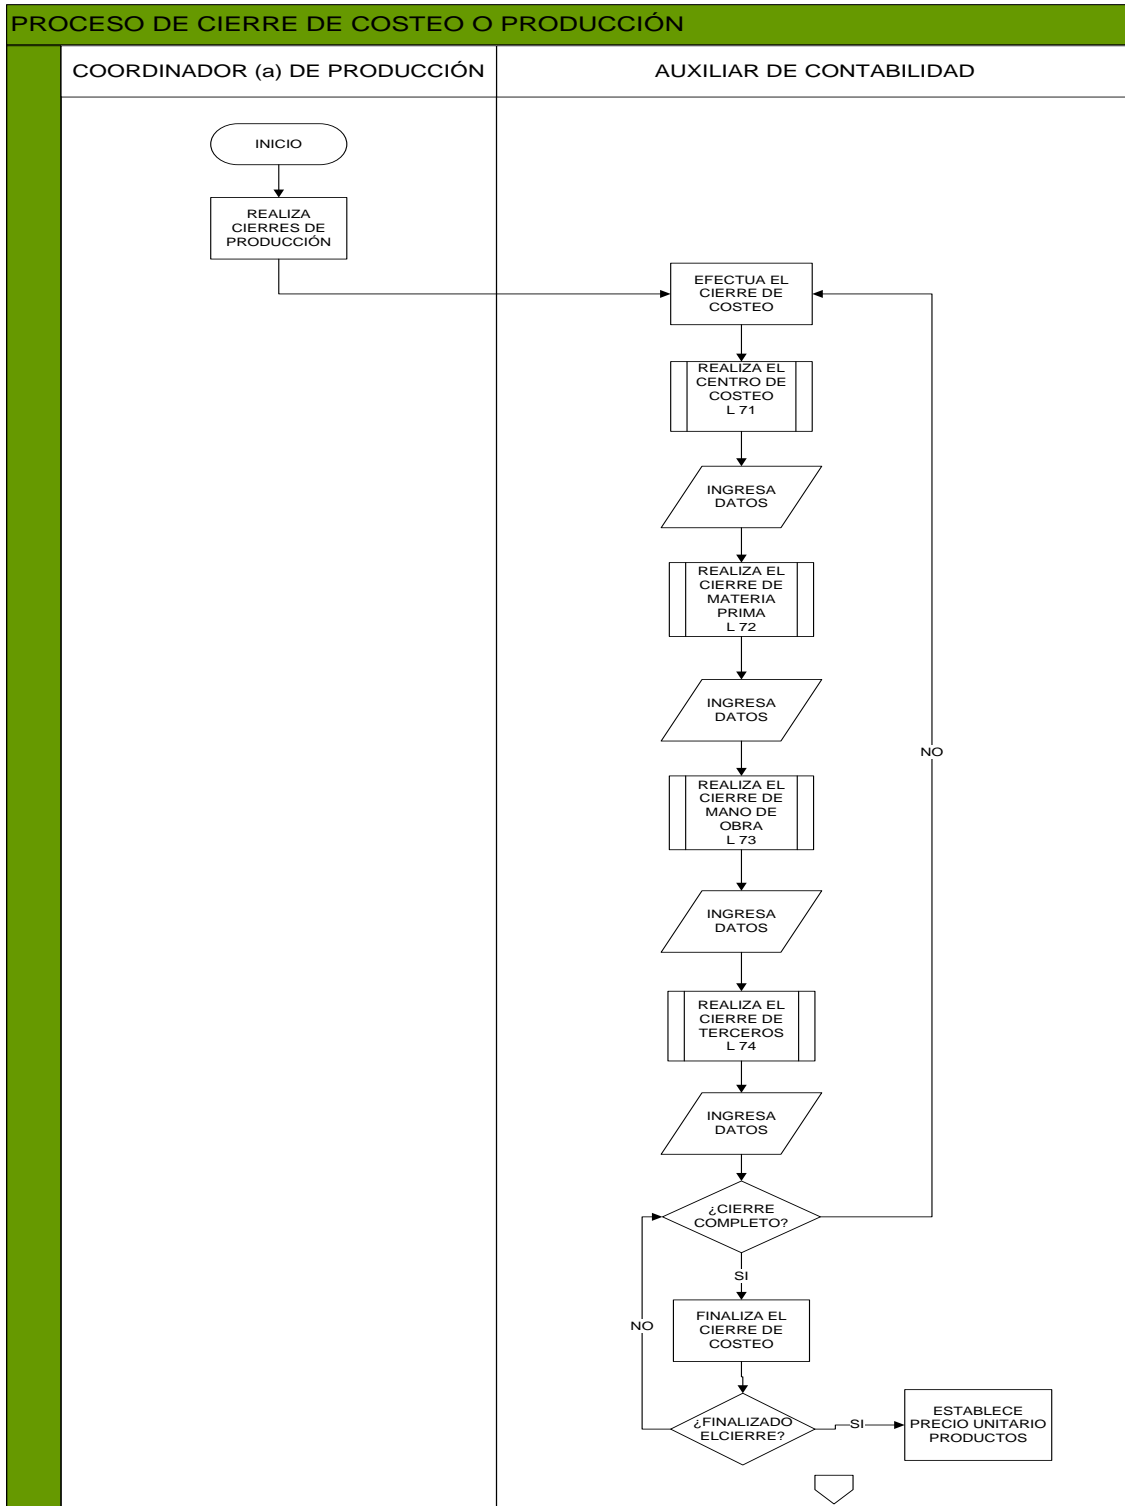 PROCESO DE CIERRE DE COSTEO O PRODUCCIÓN
COORDINADOR (a) DE PRODUCCIÓN
AUXILIAR DE CONTABILIDAD
INICIO
REALIZA
CIERRES DE
PRODUCCIÓN
EFECTUA EL
CIERRE DE
COSTEO
REALIZA EL
CENTRO DE
COSTEO
L 71
INGRESA
DATOS
REALIZA EL
CIERRE DE
MATERIA
PRIMA
L 72
INGRESA
DATOS
NO
REALIZA EL
CIERRE DE
MANO DE
OBRA
L 73
INGRESA
DATOS
REALIZA EL
CIERRE DE
TERCEROS
L 74
INGRESA
DATOS
¿CIERRE
COMPLETO?
SI
FINALIZA EL
CIERRE DE
COSTEO
NO
¿FINALIZADO
ELCIERRE?
SI
ESTABLECE
PRECIO UNITARIO
PRODUCTOS